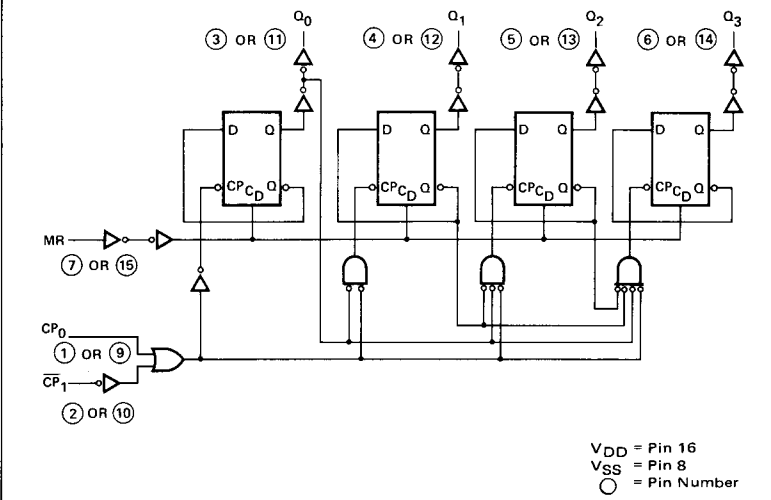 Q0 Q1 Q2 Q3
3 OR 11 4 OR 12 5 OR 13 6 OR 14
D Q D Q D Q D Q
CP CD Q CP CD Q CP CD Q CP CD Q
MR
7 OR 15
CP0
1 OR 9
C̅P̅1
2 OR 10
VDD = Pin 16
VSS = Pin 8
◯ = Pin Number